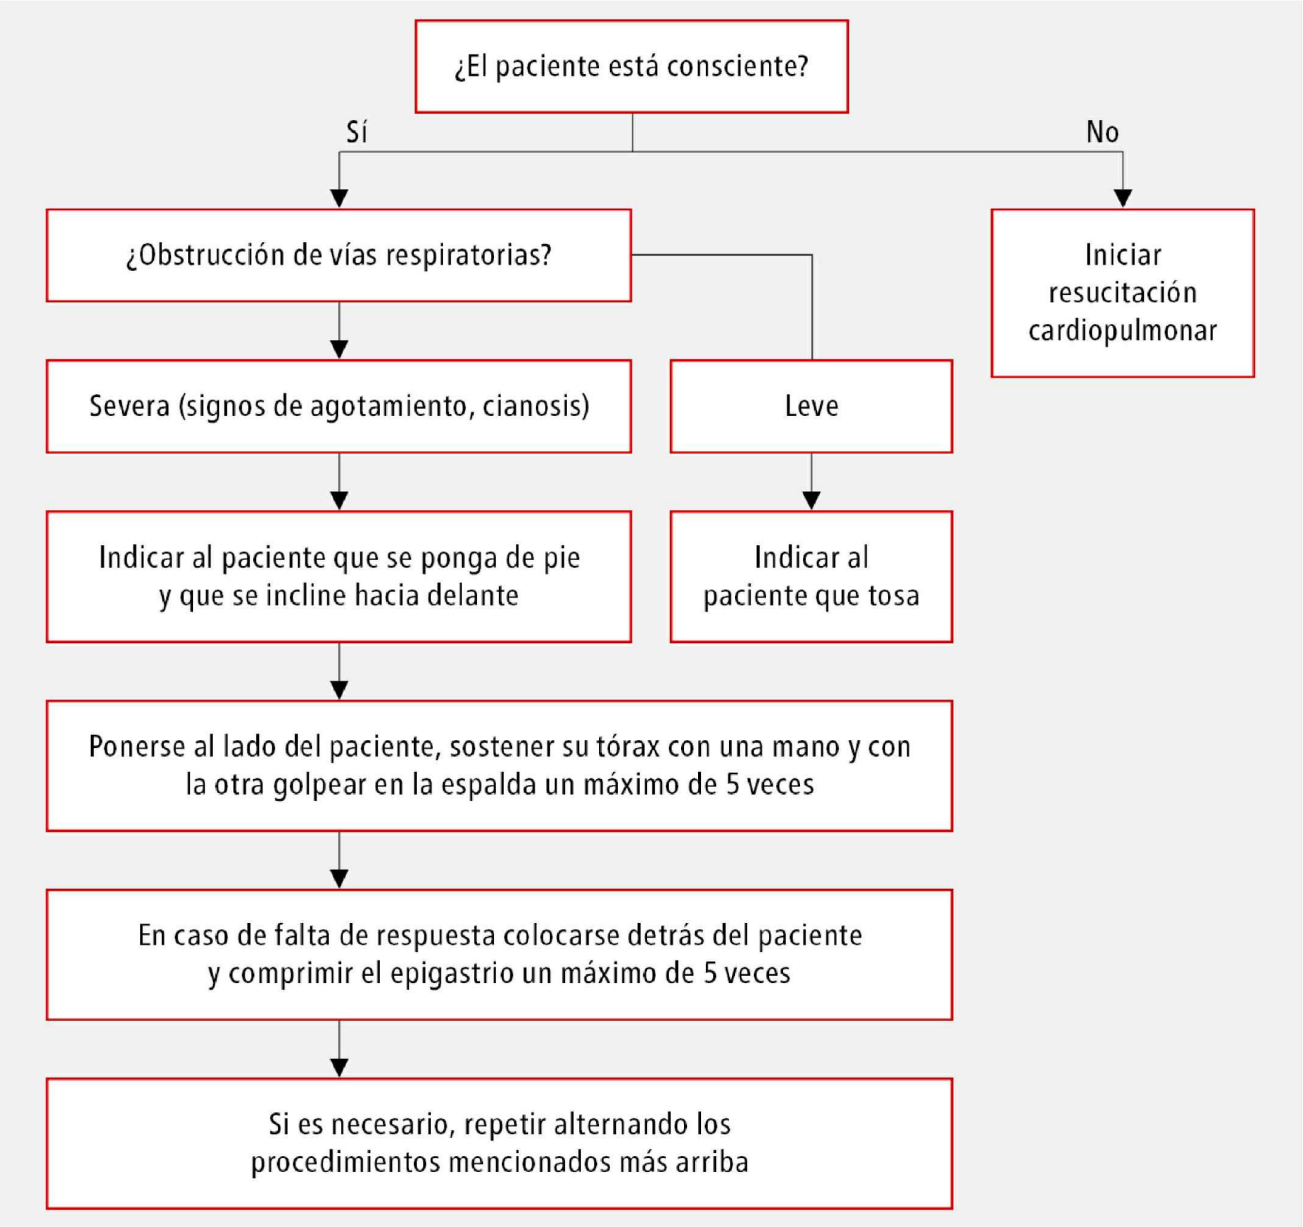 ¿El paciente está consciente?
Sí
No
¿Obstrucción de vías respiratorias?
Iniciar
resucitación
cardiopulmonar
Severa (signos de agotamiento, cianosis)
Leve
Indicar al paciente que se ponga de pie
y que se incline hacia delante
Indicar al
paciente que tosa
Ponerse al lado del paciente, sostener su tórax con una mano y con
la otra golpear en la espalda un máximo de 5 veces
En caso de falta de respuesta colocarse detrás del paciente
y comprimir el epigastrio un máximo de 5 veces
Si es necesario, repetir alternando los
procedimientos mencionados más arriba